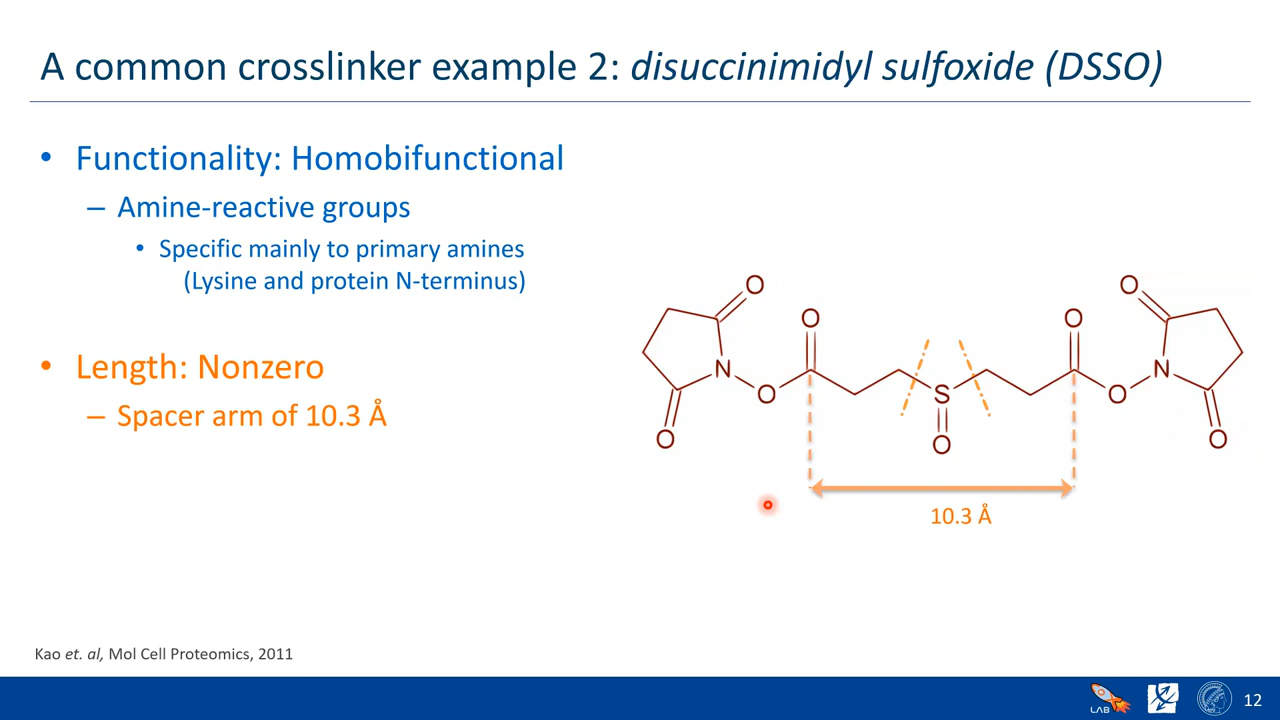 A common crosslinker example 2: disuccinimidyl sulfoxide (DSSO)
• Functionality: Homobifunctional
– Amine-reactive groups
• Specific mainly to primary amines
(Lysine and protein N-terminus)
• Length: Nonzero
– Spacer arm of 10.3 Å
O
O
O
O
N
N
O
S
O
O
O
O
10.3 Å
Kao et. al, Mol Cell Proteomics, 2011
LAB
12